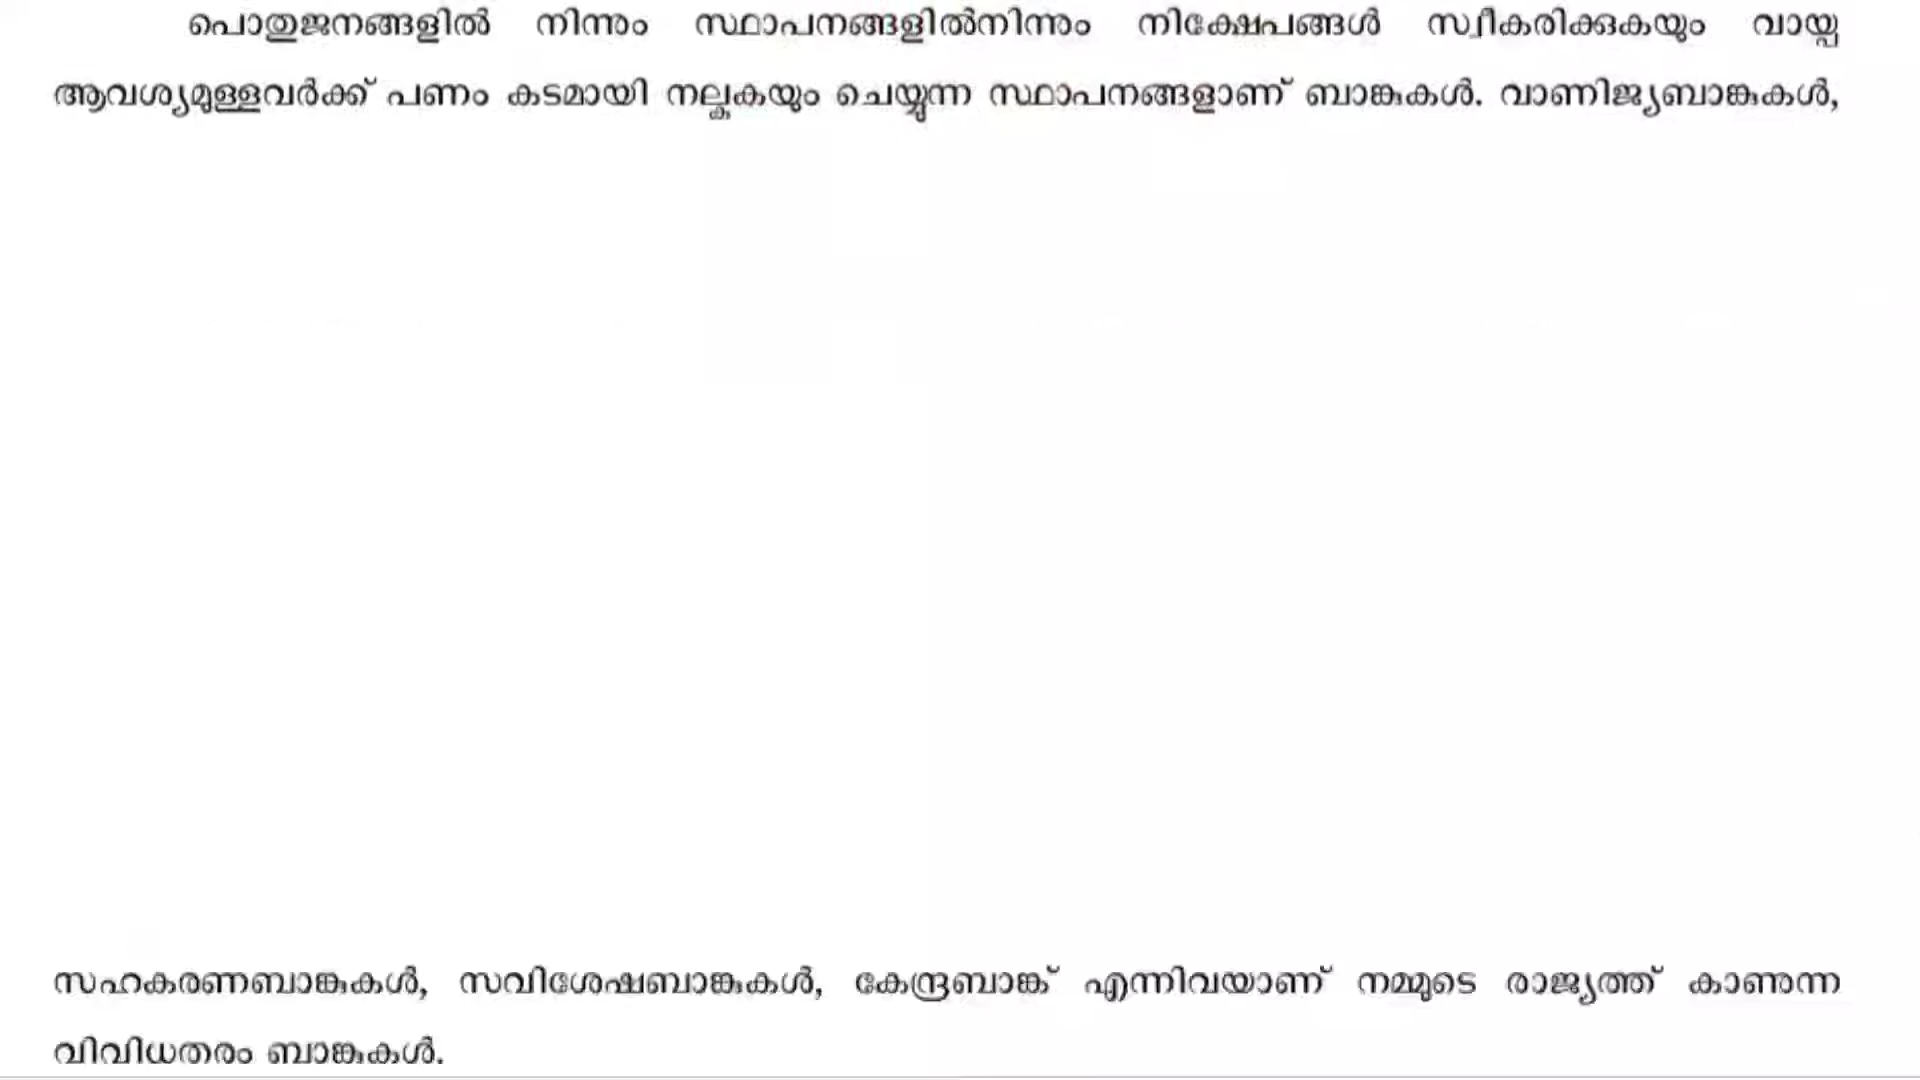 പൊതുജനങ്ങളിൽ നിന്നും സ്ഥാപനങ്ങളിൽനിന്നും നിക്ഷേപങ്ങൾ സ്വീകരിക്കുകയും വായ്പ
ആവശ്യമുള്ളവർക്ക് പണം കടമായി നല്കുകയും ചെയ്യുന്ന സ്ഥാപനങ്ങളാണ് ബാങ്കുകൾ. വാണിജ്യബാങ്കുകൾ,
സഹകരണബാങ്കുകൾ, സവിശേഷബാങ്കുകൾ, കേന്ദ്രബാങ്ക് എന്നിവയാണ് നമ്മുടെ രാജ്യത്ത് കാണുന്ന
വിവിധതരം ബാങ്കുകൾ.